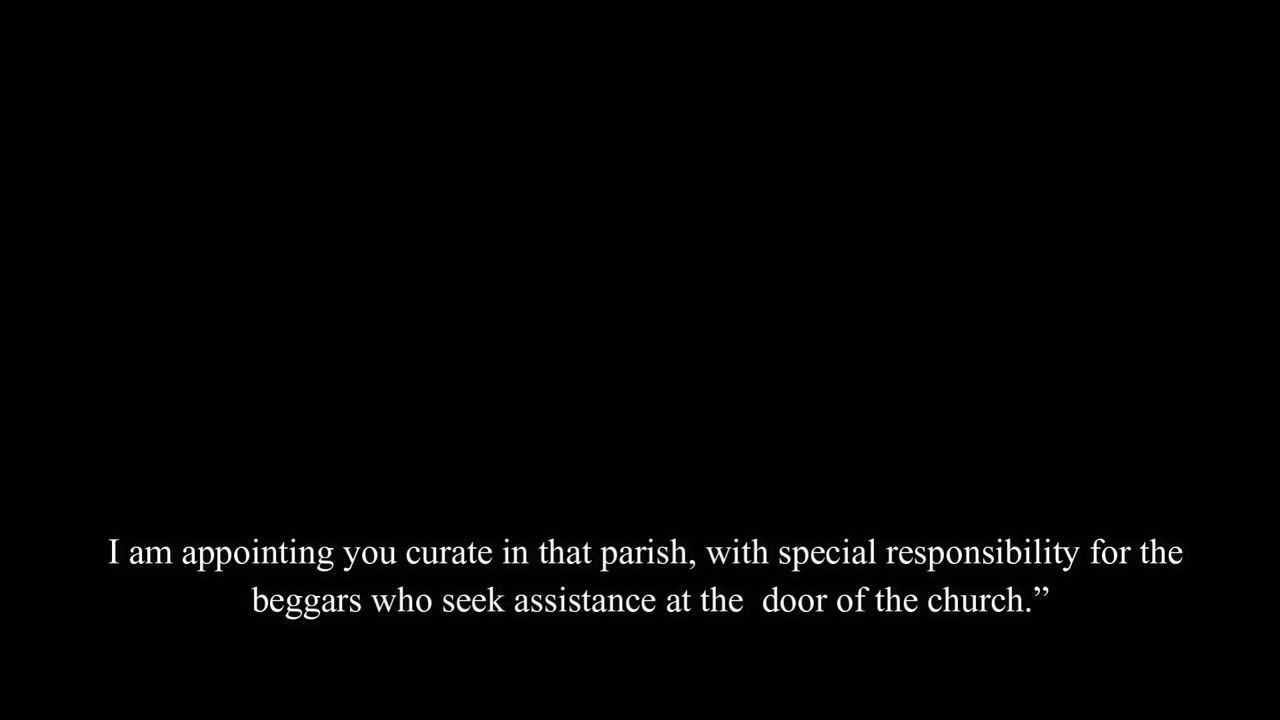 I am appointing you curate in that parish, with special responsibility for the
beggars who seek assistance at the  door of the church.”